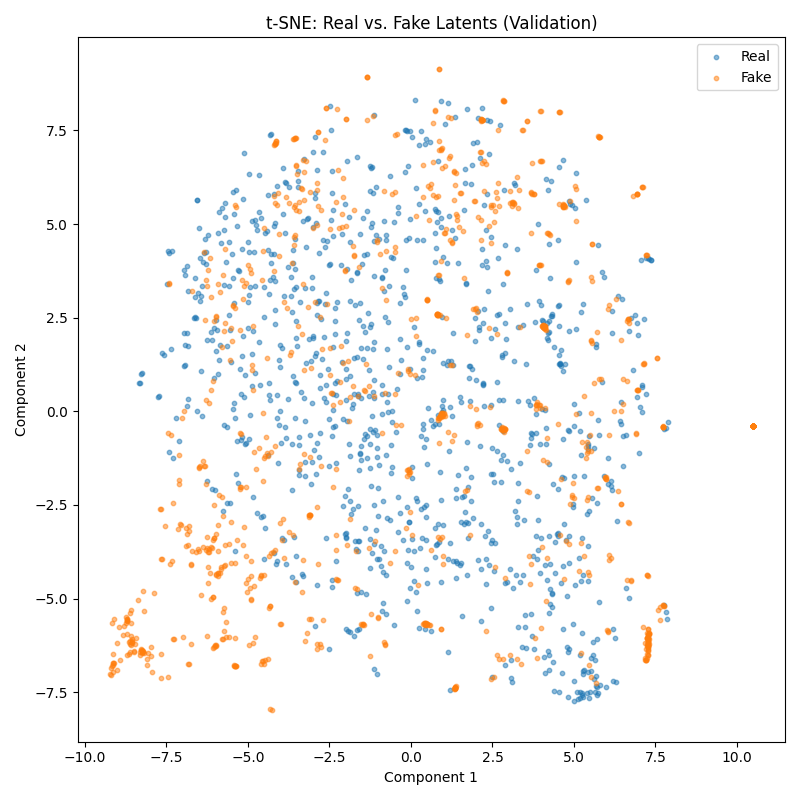 t-SNE: Real vs. Fake Latents (Validation)
Real
Fake
Component 2
7.5
5.0
2.5
0.0
−2.5
−5.0
−7.5
−10.0 −7.5 −5.0 −2.5 0.0 2.5 5.0 7.5 10.0
Component 1